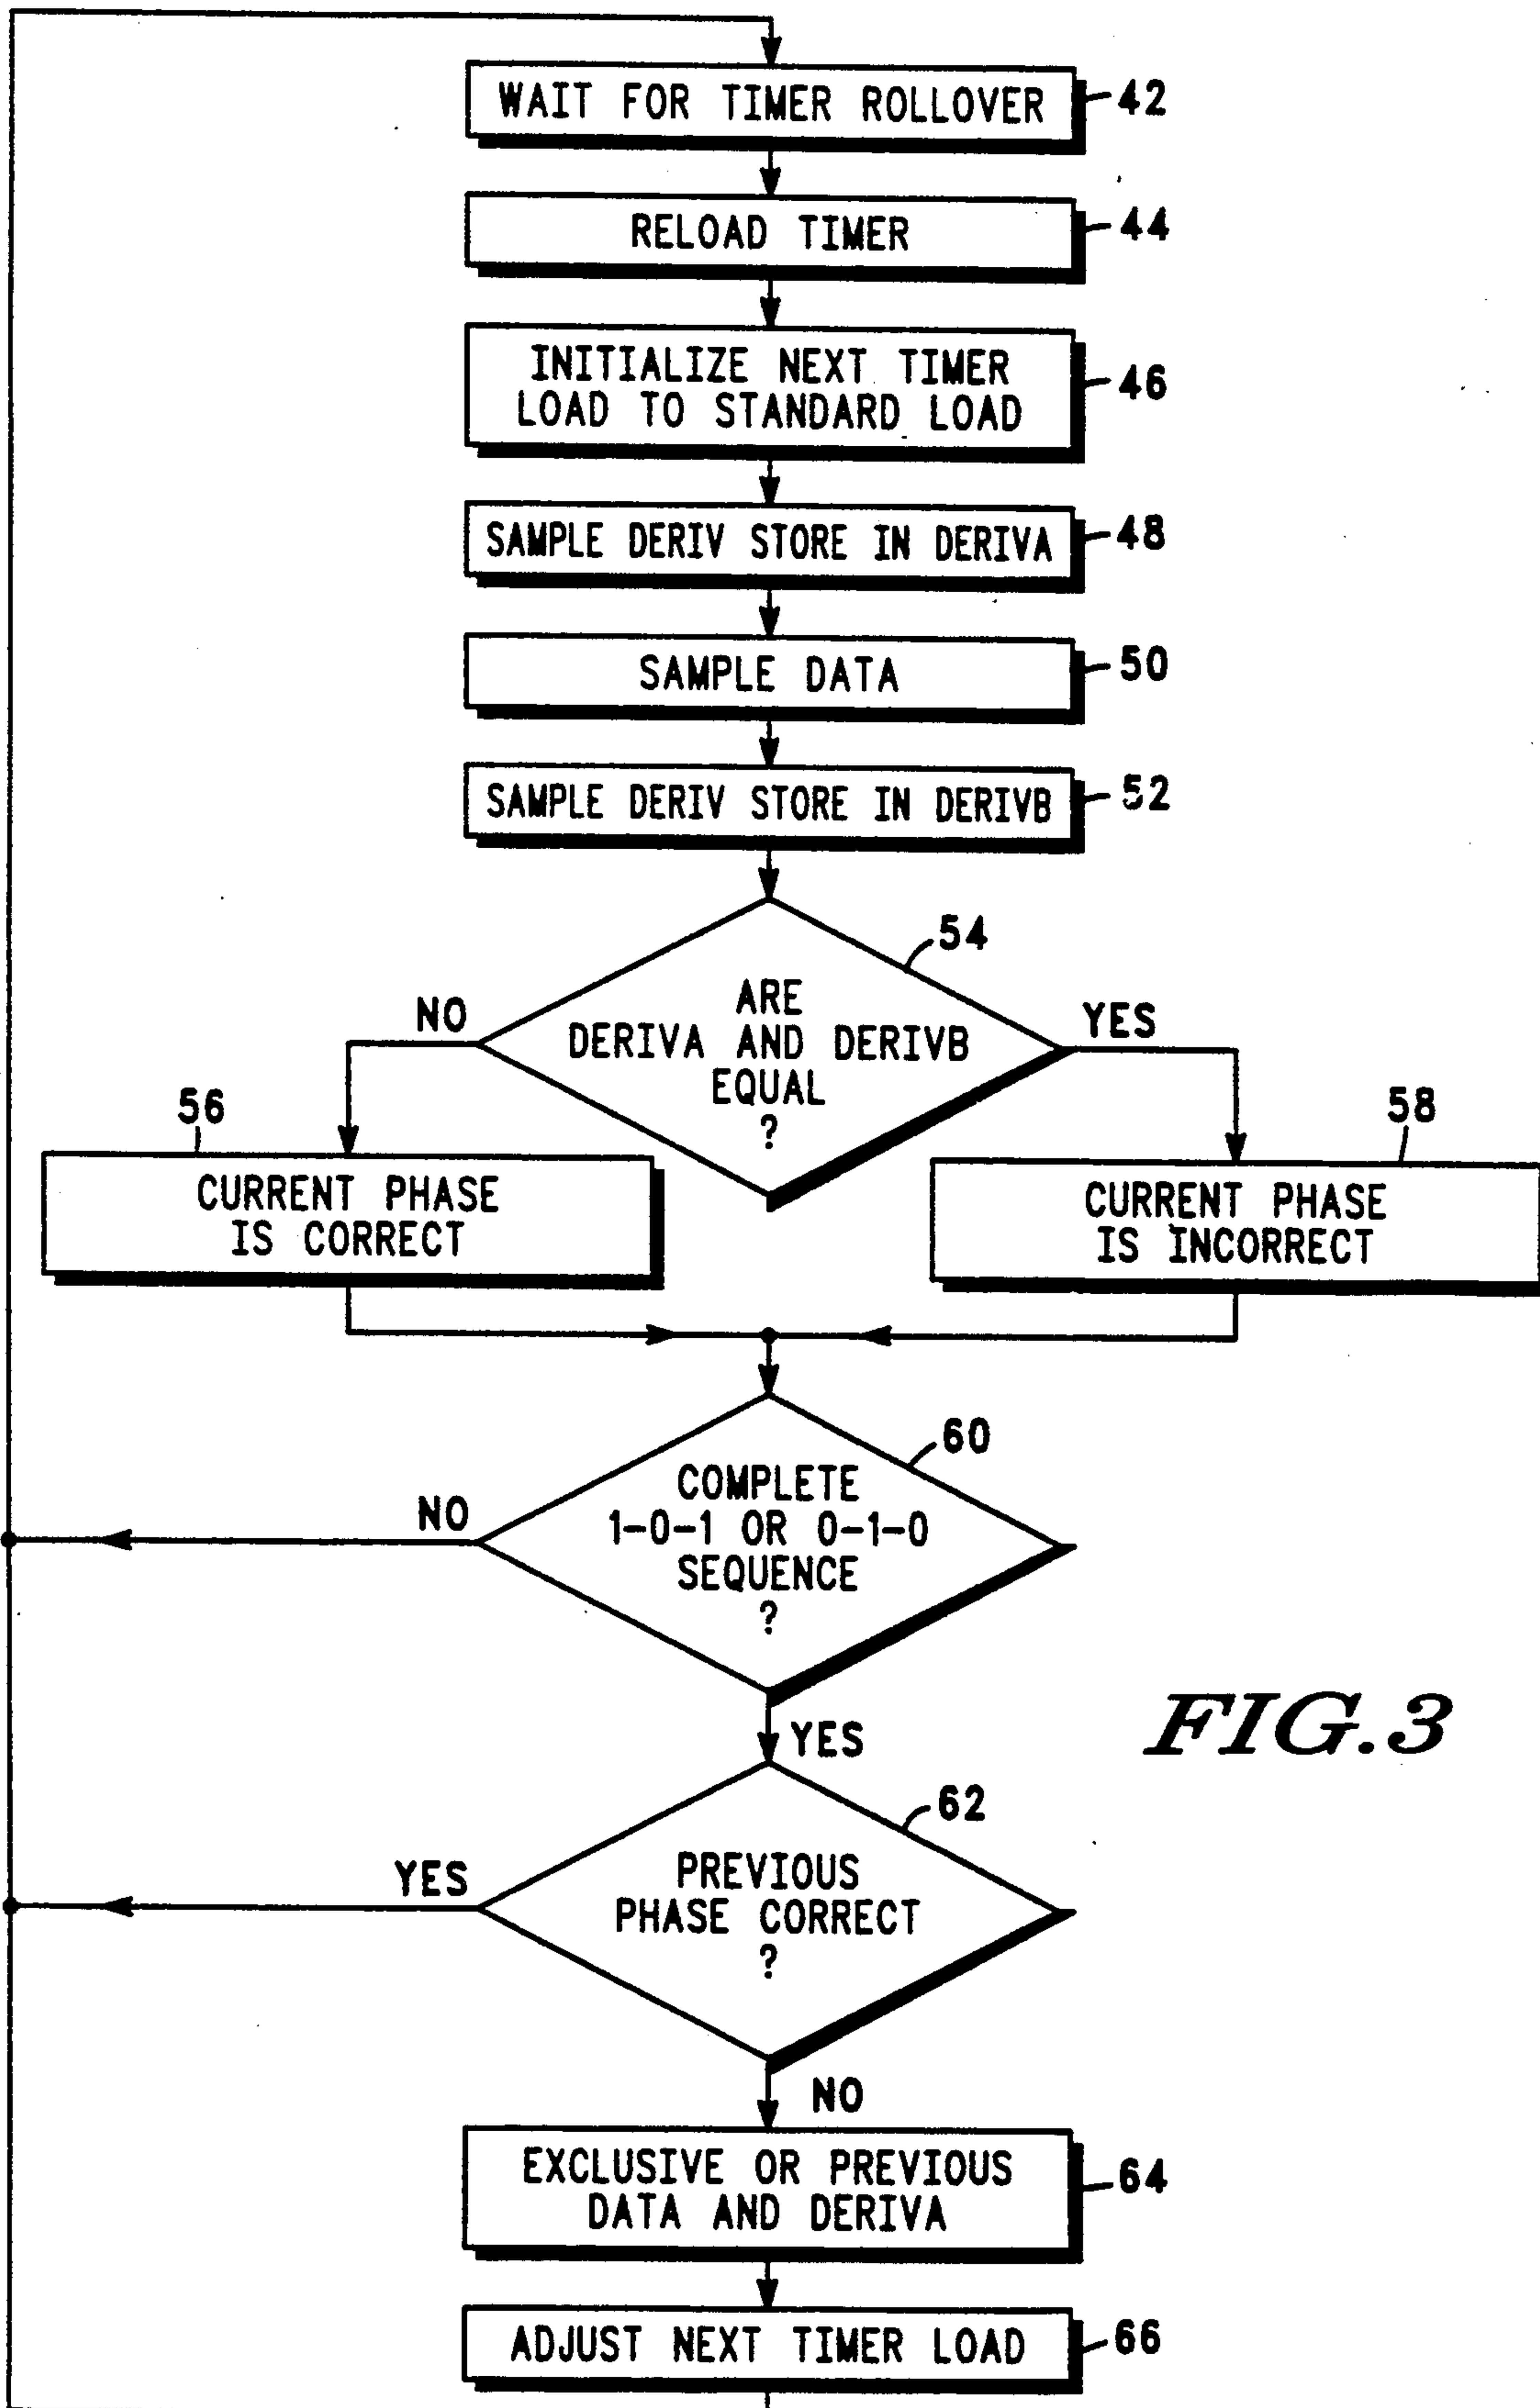 WAIT FOR TIMER ROLLOVER 42
RELOAD TIMER 44
INITIALIZE NEXT TIMER
LOAD TO STANDARD LOAD 46
SAMPLE DERIV STORE IN DERIVA 48
SAMPLE DATA 50
SAMPLE DERIV STORE IN DERIVB 52
54
ARE
DERIVA AND DERIVB
EQUAL
?
NO
YES
56
CURRENT PHASE
IS CORRECT
58
CURRENT PHASE
IS INCORRECT
60
COMPLETE
1-0-1 OR 0-1-0
SEQUENCE
?
NO
YES
FIG.3
62
PREVIOUS
PHASE CORRECT
?
YES
NO
EXCLUSIVE OR PREVIOUS
DATA AND DERIVA 64
ADJUST NEXT TIMER LOAD 66